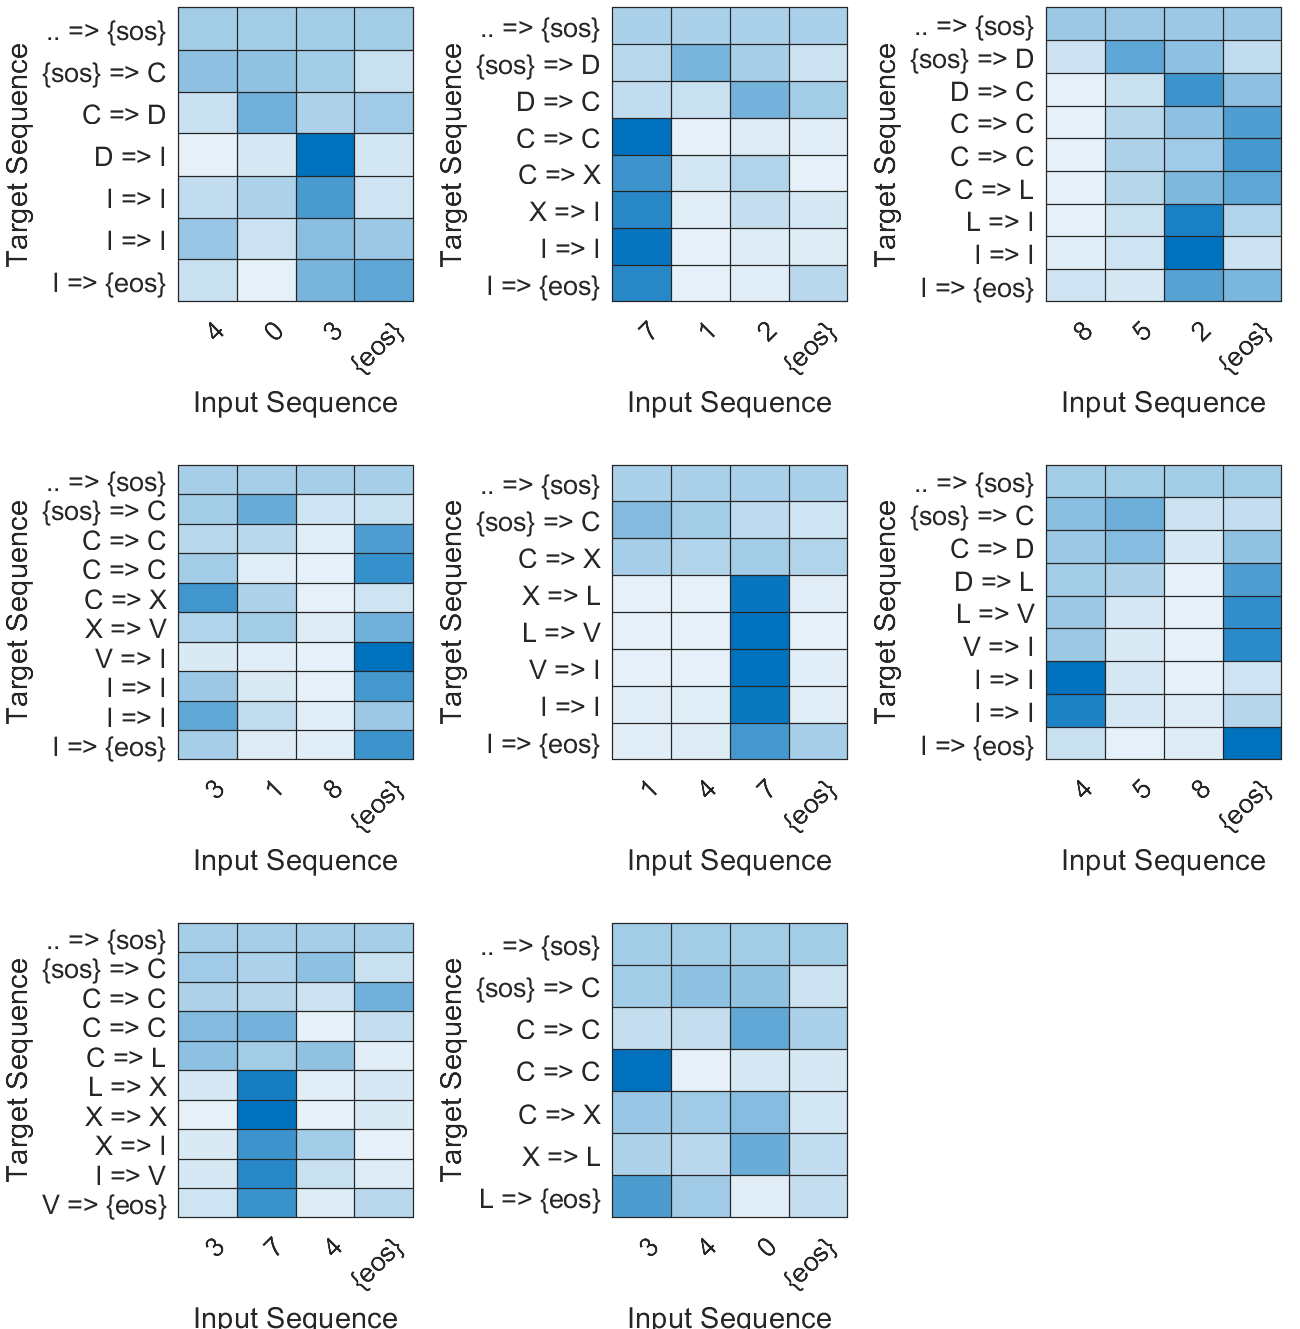 Target Sequence
.. => {sos}
{sos} => C
C => D
D => I
I => I
I => I
I => {eos}
4 0 3 {eos}
Input Sequence
Target Sequence
.. => {sos}
{sos} => D
D => C
C => C
C => X
X => I
I => I
I => {eos}
7 1 2 {eos}
Input Sequence
Target Sequence
.. => {sos}
{sos} => D
D => C
C => C
C => C
C => L
L => I
I => I
I => {eos}
8 5 2 {eos}
Input Sequence
Target Sequence
.. => {sos}
{sos} => C
C => C
C => C
C => X
X => V
V => I
I => I
I => I
I => {eos}
3 1 8 {eos}
Input Sequence
Target Sequence
.. => {sos}
{sos} => C
C => X
X => L
L => V
V => I
I => I
I => {eos}
1 4 7 {eos}
Input Sequence
Target Sequence
.. => {sos}
{sos} => C
C => D
D => L
L => V
V => I
I => I
I => I
I => {eos}
4 5 8 {eos}
Input Sequence
Target Sequence
.. => {sos}
{sos} => C
C => C
C => C
C => L
L => X
X => X
X => I
I => V
V => {eos}
3 7 4 {eos}
Input Sequence
Target Sequence
.. => {sos}
{sos} => C
C => C
C => C
C => X
X => L
L => {eos}
3 4 0 {eos}
Input Sequence